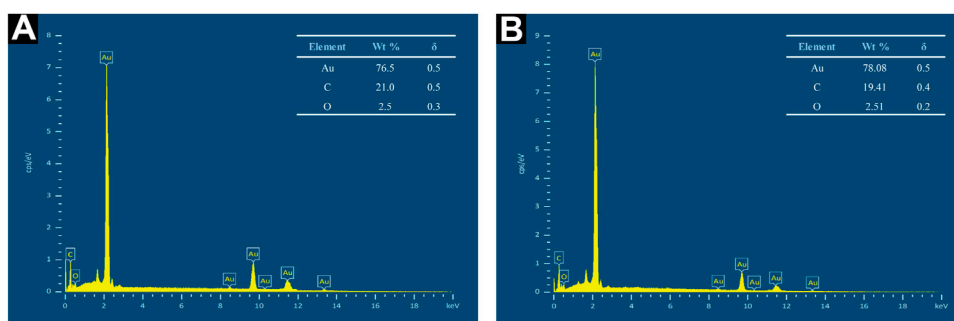 A
Element Wt % δ
Au 76.5 0.5
C 21.0 0.5
O 2.5 0.3
cps/eV
8
7
6
5
4
3
2
1
0
Au
C
O
Au
Au
Au
Au
Au
0 2 4 6 8 10 12 14 16 18 keV
B
Element Wt % δ
Au 78.08 0.5
C 19.41 0.4
O 2.51 0.2
cps/eV
9
8
7
6
5
4
3
2
1
0
Au
C
O
Au
Au
Au
Au
Au
0 2 4 6 8 10 12 14 16 18 keV